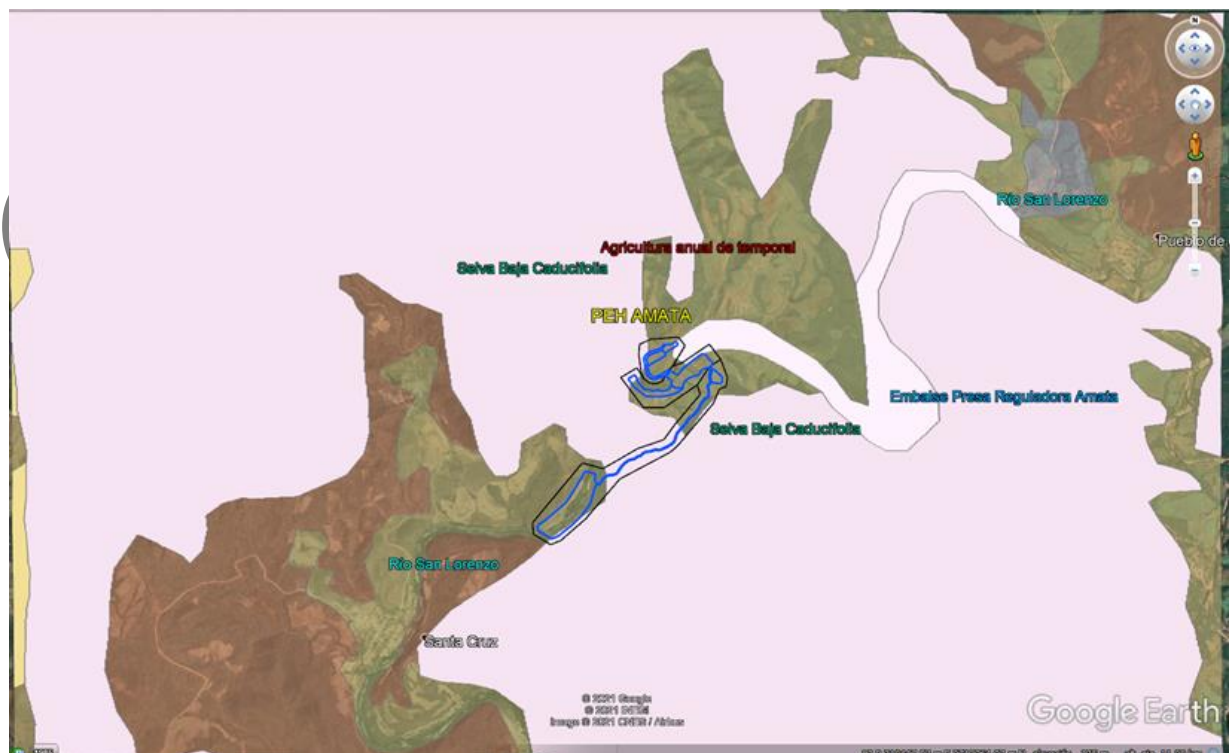 N
Río San Lorenzo
Pueblo de
Agricultura anual de temporal
Selva Baja Caducifolia
PEH AMATA
Embalse Presa Reguladora Amata
Selva Baja Caducifolia
Río San Lorenzo
Santa Cruz
© 2021 Google
© 2021 INEGI
Image © 2021 CNES / Airbus
Google Earth